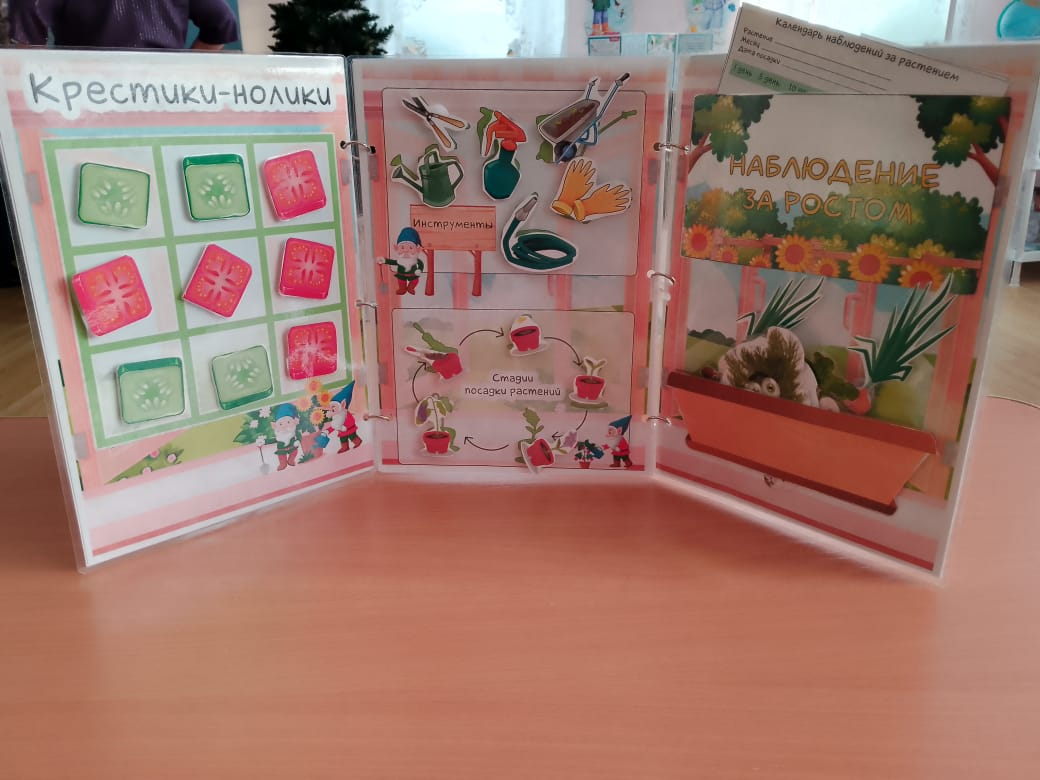 Крестики-нолики
Инструменты
Стадии
посадки растений
Календарь наблюдений за растением
Растение
Месяц
Дата посадки
1 день 5 день 10
НАБЛЮДЕНИЕ
ЗА РОСТОМ